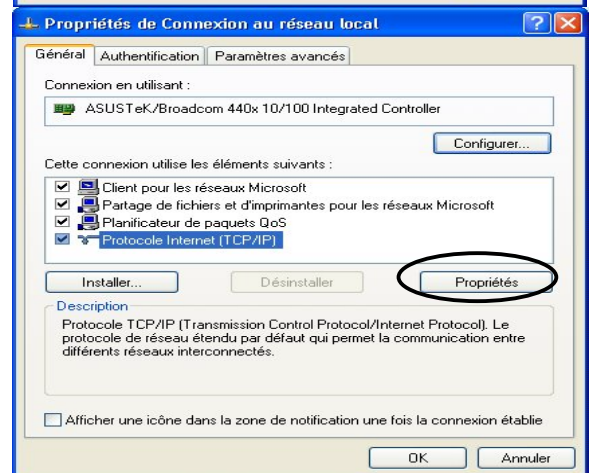 Propriétés de Connexion au réseau local
Général Authentification Paramètres avancés
Connexion en utilisant :
ASUSTeK/Broadcom 440x 10/100 Integrated Controller
Configurer...
Cette connexion utilise les éléments suivants :
Client pour les réseaux Microsoft
Partage de fichiers et d'imprimantes pour les réseaux Microsoft
Planificateur de paquets QoS
Protocole Internet (TCP/IP)
Installer... Désinstaller Propriétés
Description
Protocole TCP/IP (Transmission Control Protocol/Internet Protocol). Le
protocole de réseau étendu par défaut qui permet la communication entre
différents réseaux interconnectés.
Afficher une icône dans la zone de notification une fois la connexion établie
OK Annuler